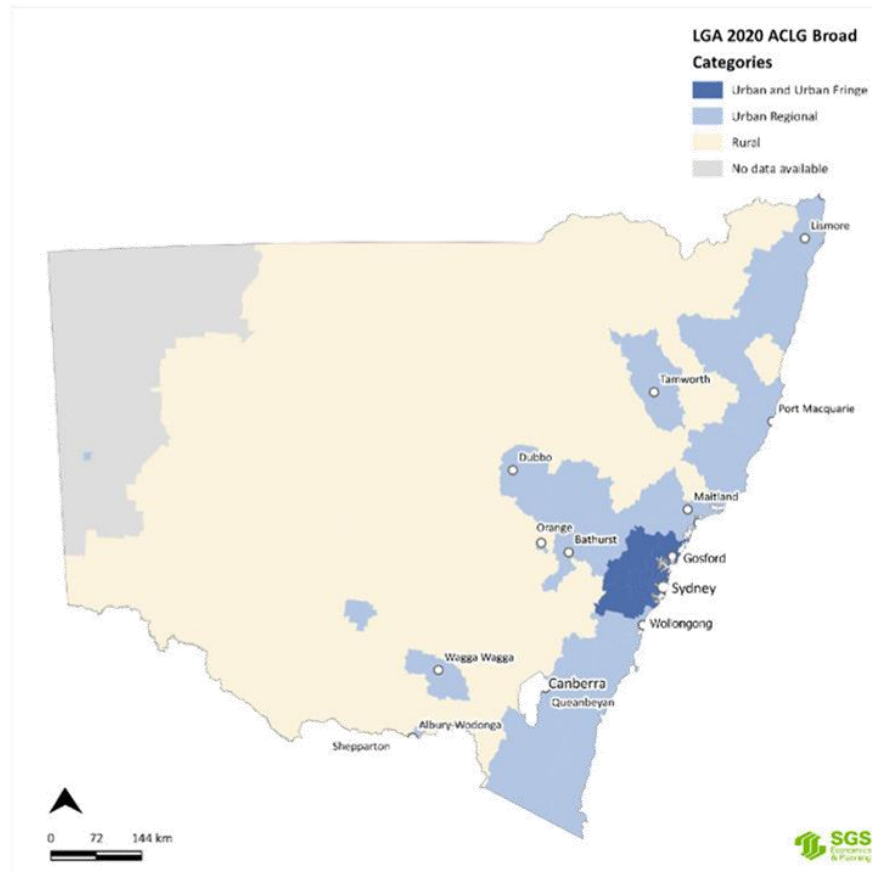 LGA 2020 ACLG Broad
Categories
Urban and Urban Fringe
Urban Regional
Rural
No data available
Lismore
Tamworth
Port Macquarie
Dubbo
Maitland
Orange
Bathurst
Gosford
Sydney
Wollongong
Wagga Wagga
Canberra
Queanbeyan
Albury-Wodonga
Shepparton
0 72 144 km
SGS
Economics
& Planning